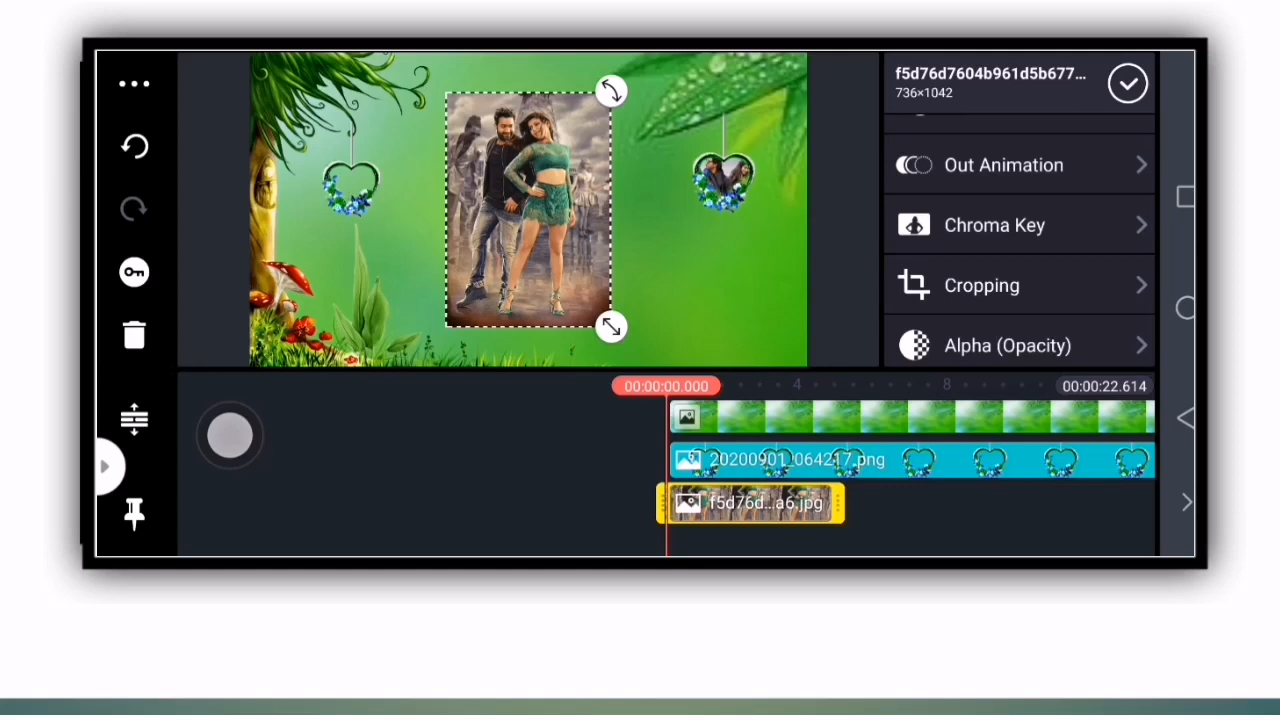 f5d76d7604b961d5b677...
736×1042
Out Animation
Chroma Key
Cropping
Alpha (Opacity)
00:00:00.000
4
8
00:00:22.614
20200901_064217.png
f5d76d...a6.jpg